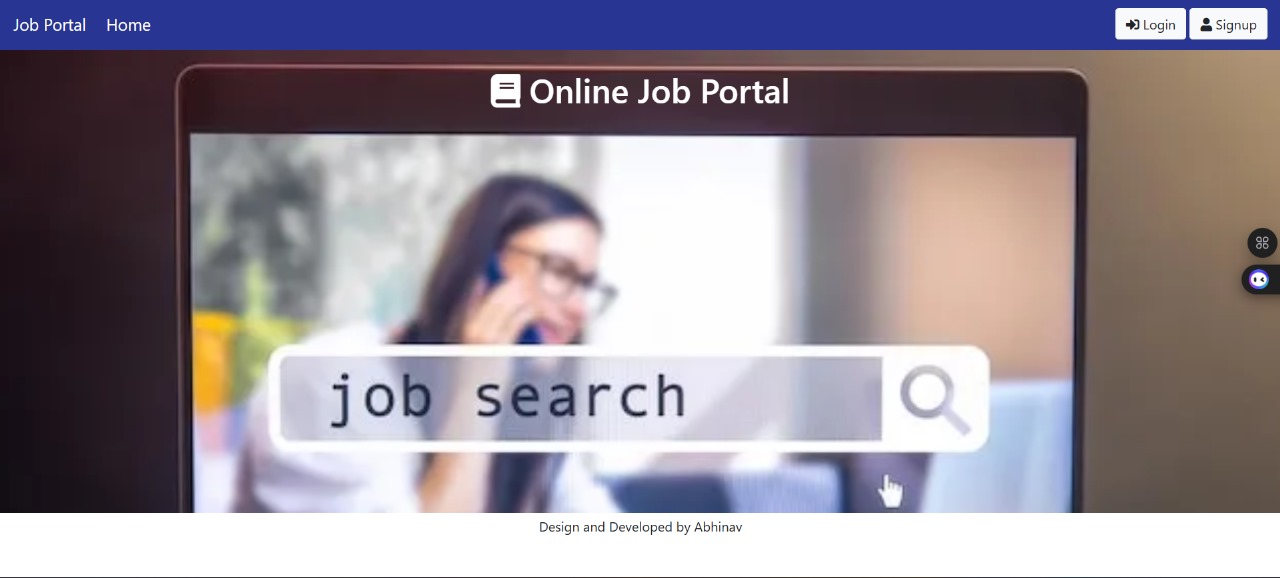 Job Portal Home Login Signup
Online Job Portal
job search
Design and Developed by Abhinav